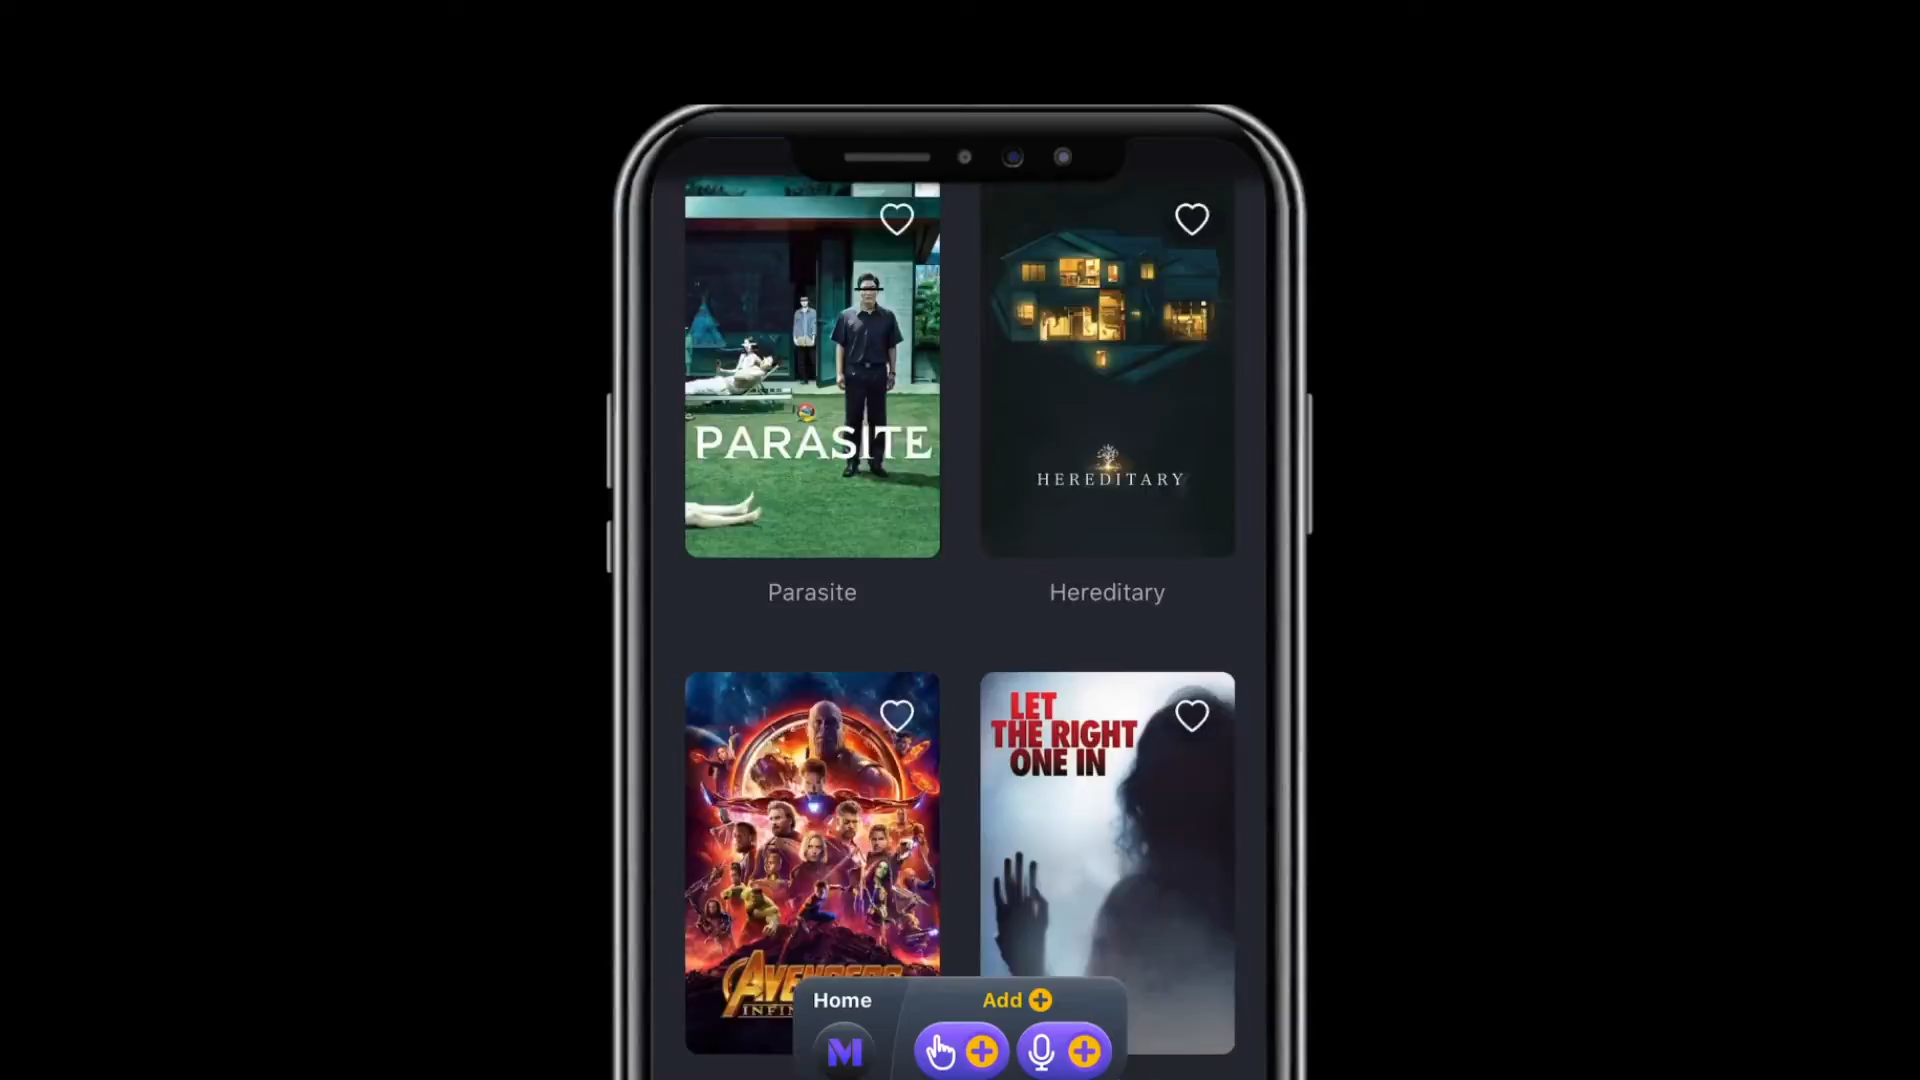 PARASITE
HEREDITARY
Parasite
Hereditary
LET
THE RIGHT
ONE IN
Home
Add
M